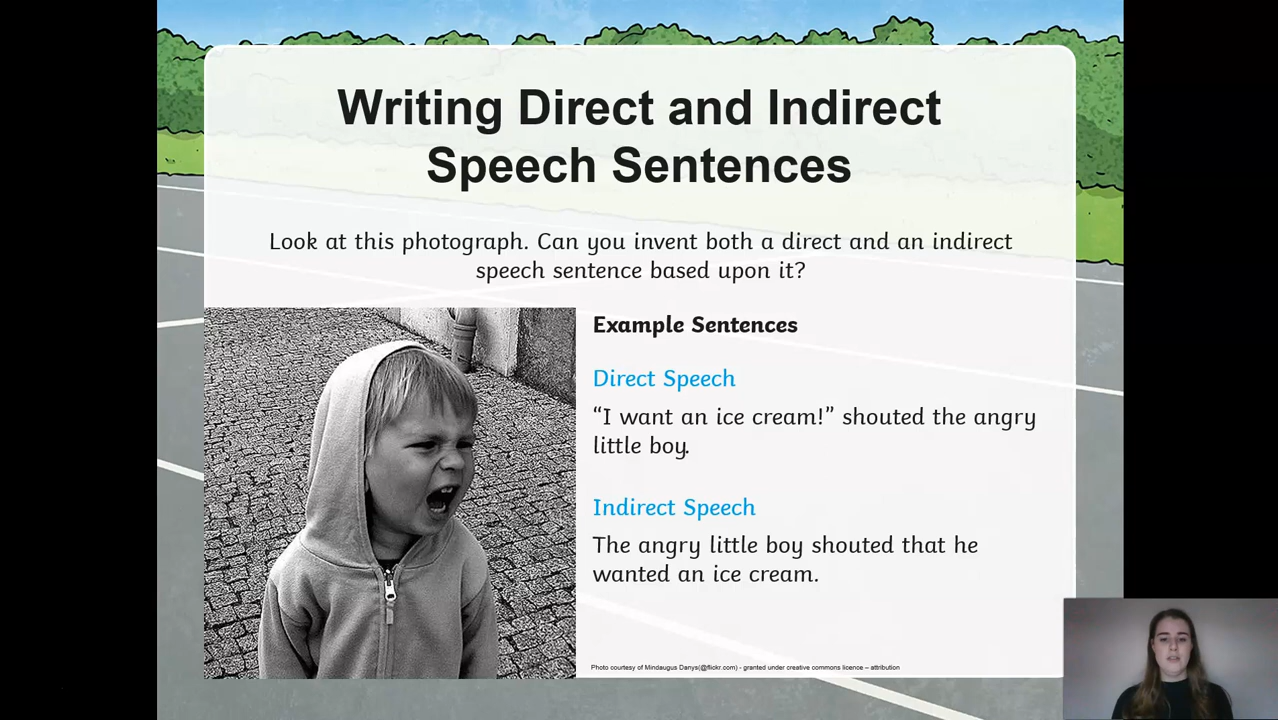 Writing Direct and Indirect
Speech Sentences
Look at this photograph. Can you invent both a direct and an indirect
speech sentence based upon it?
Example Sentences
Direct Speech
“I want an ice cream!” shouted the angry
little boy.
Indirect Speech
The angry little boy shouted that he
wanted an ice cream.
Photo courtesy of Mindaugus Danys(@flickr.com) - granted under creative commons licence – attribution